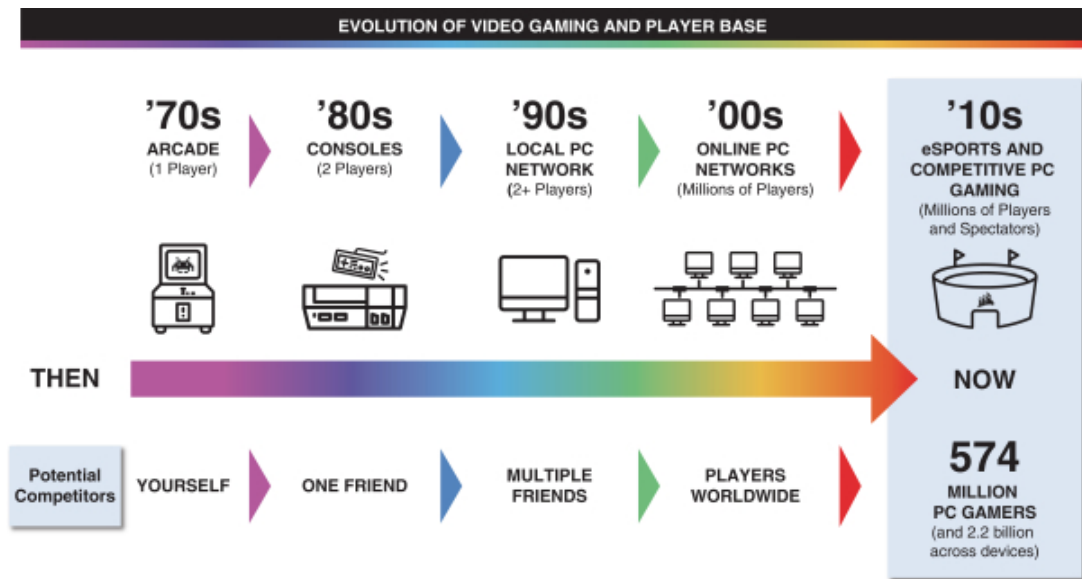 EVOLUTION OF VIDEO GAMING AND PLAYER BASE
’70s
ARCADE
(1 Player)
’80s
CONSOLES
(2 Players)
’90s
LOCAL PC
NETWORK
(2+ Players)
’00s
ONLINE PC
NETWORKS
(Millions of Players)
’10s
eSPORTS AND
COMPETITIVE PC
GAMING
(Millions of Players
and Spectators)
THEN
NOW
Potential
Competitors
YOURSELF
ONE FRIEND
MULTIPLE
FRIENDS
PLAYERS
WORLDWIDE
574
MILLION
PC GAMERS
(and 2.2 billion
across devices)